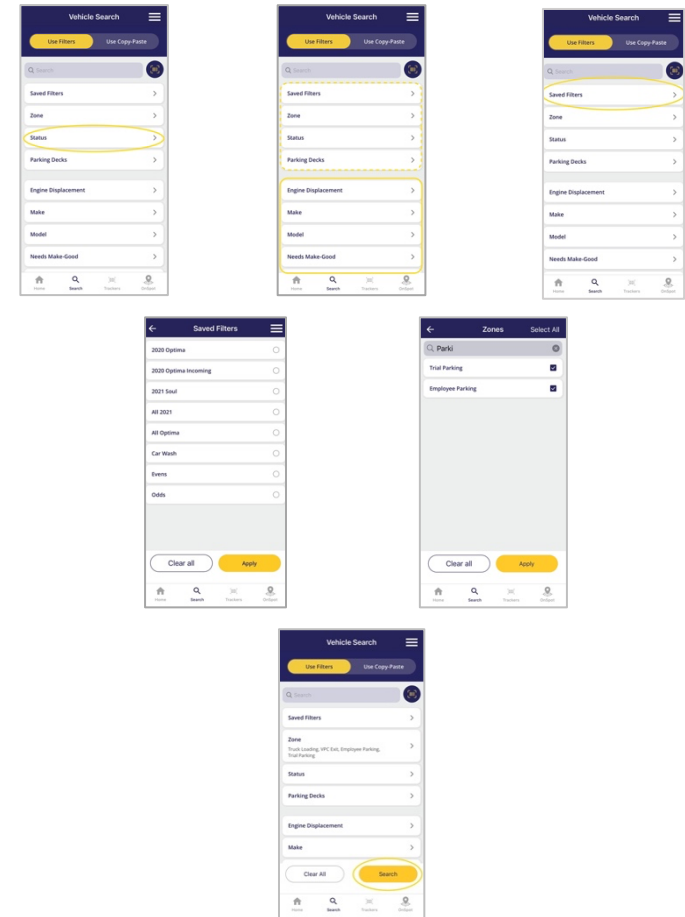 Vehicle Search
Use Filters Use Copy-Paste
Search
Saved Filters
Zone
Status
Parking Decks
Engine Displacement
Make
Model
Needs Make-Good
Home Search Trackers OnSpot
Vehicle Search
Use Filters Use Copy-Paste
Search
Saved Filters
Zone
Status
Parking Decks
Engine Displacement
Make
Model
Needs Make-Good
Home Search Trackers OnSpot
Vehicle Search
Use Filters Use Copy-Paste
Search
Saved Filters
Zone
Status
Parking Decks
Engine Displacement
Make
Model
Needs Make-Good
Home Search Trackers OnSpot
Saved Filters
2020 Optima
2020 Optima Incoming
2021 Soul
All 2021
All Optima
Car Wash
Evens
Odds
Clear all Apply
Home Search Trackers OnSpot
Zones Select All
Parki
Trial Parking
Employee Parking
Clear all Apply
Home Search Trackers OnSpot
Vehicle Search
Use Filters Use Copy-Paste
Search
Saved Filters
Zone
Truck Loading, VPC Exit, Employee Parking,
Trial Parking
Status
Parking Decks
Engine Displacement
Make
Clear All Search
Home Search Trackers OnSpot